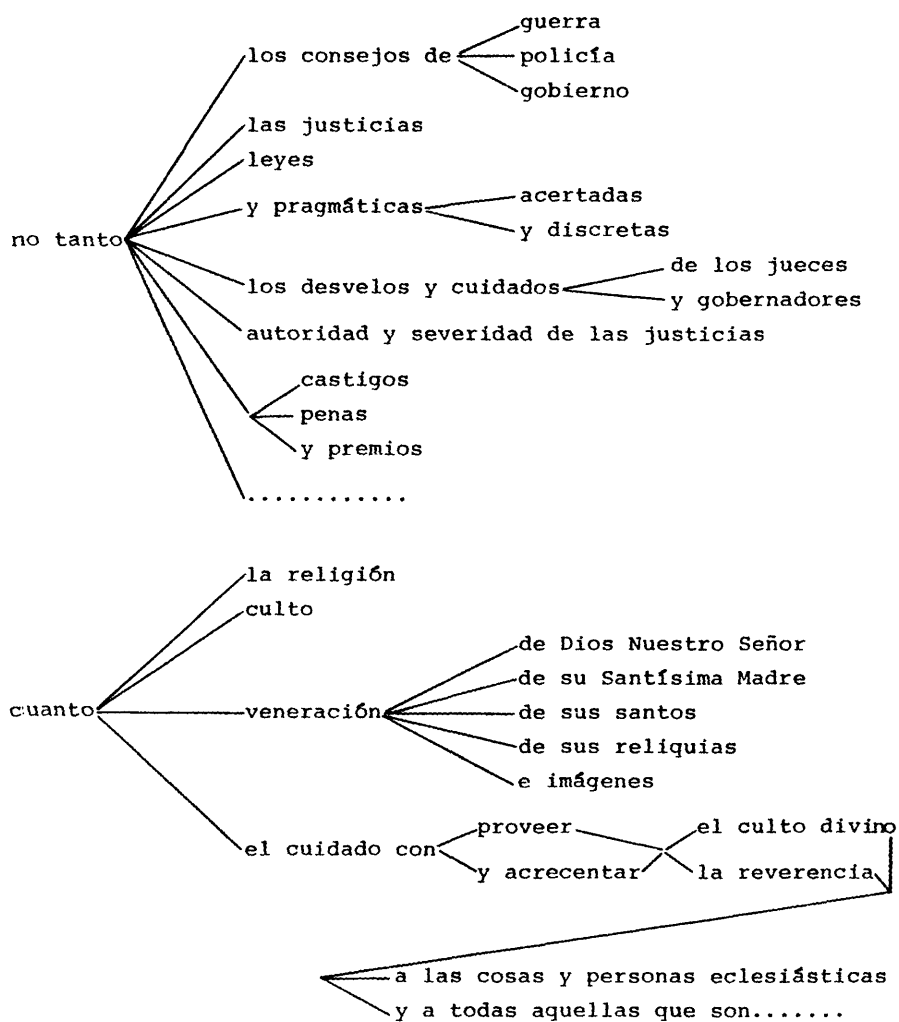 guerra
los consejos de policía
gobierno
las justicias
leyes
acertadas
y pragmáticas
y discretas
no tanto
de los jueces
los desvelos y cuidados
y gobernadores
autoridad y severidad de las justicias
castigos
penas
y premios
............
la religión
culto
de Dios Nuestro Señor
de su Santísima Madre
cuanto veneración de sus santos
de sus reliquias
e imágenes
proveer el culto divino
el cuidado con
y acrecentar la reverencia
a las cosas y personas eclesiásticas
y a todas aquellas que son.......